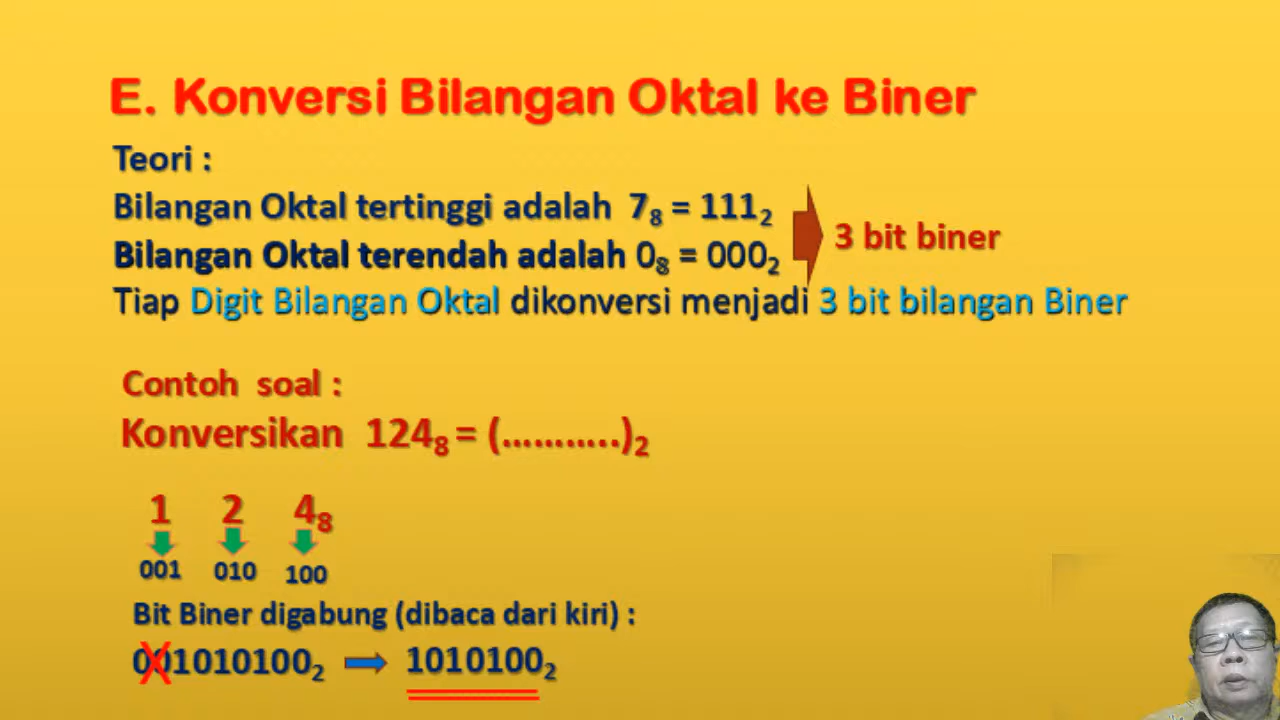 E. Konversi Bilangan Oktal ke Biner
Teori :
Bilangan Oktal tertinggi adalah 7₈ = 111₂
Bilangan Oktal terendah adalah 0₈ = 000₂
3 bit biner
Tiap Digit Bilangan Oktal dikonversi menjadi 3 bit bilangan Biner
Contoh soal :
Konversikan 124₈ = (...........)₂
1 2 4₈
001 010 100
Bit Biner digabung (dibaca dari kiri) :
001010100₂ → 1010100₂